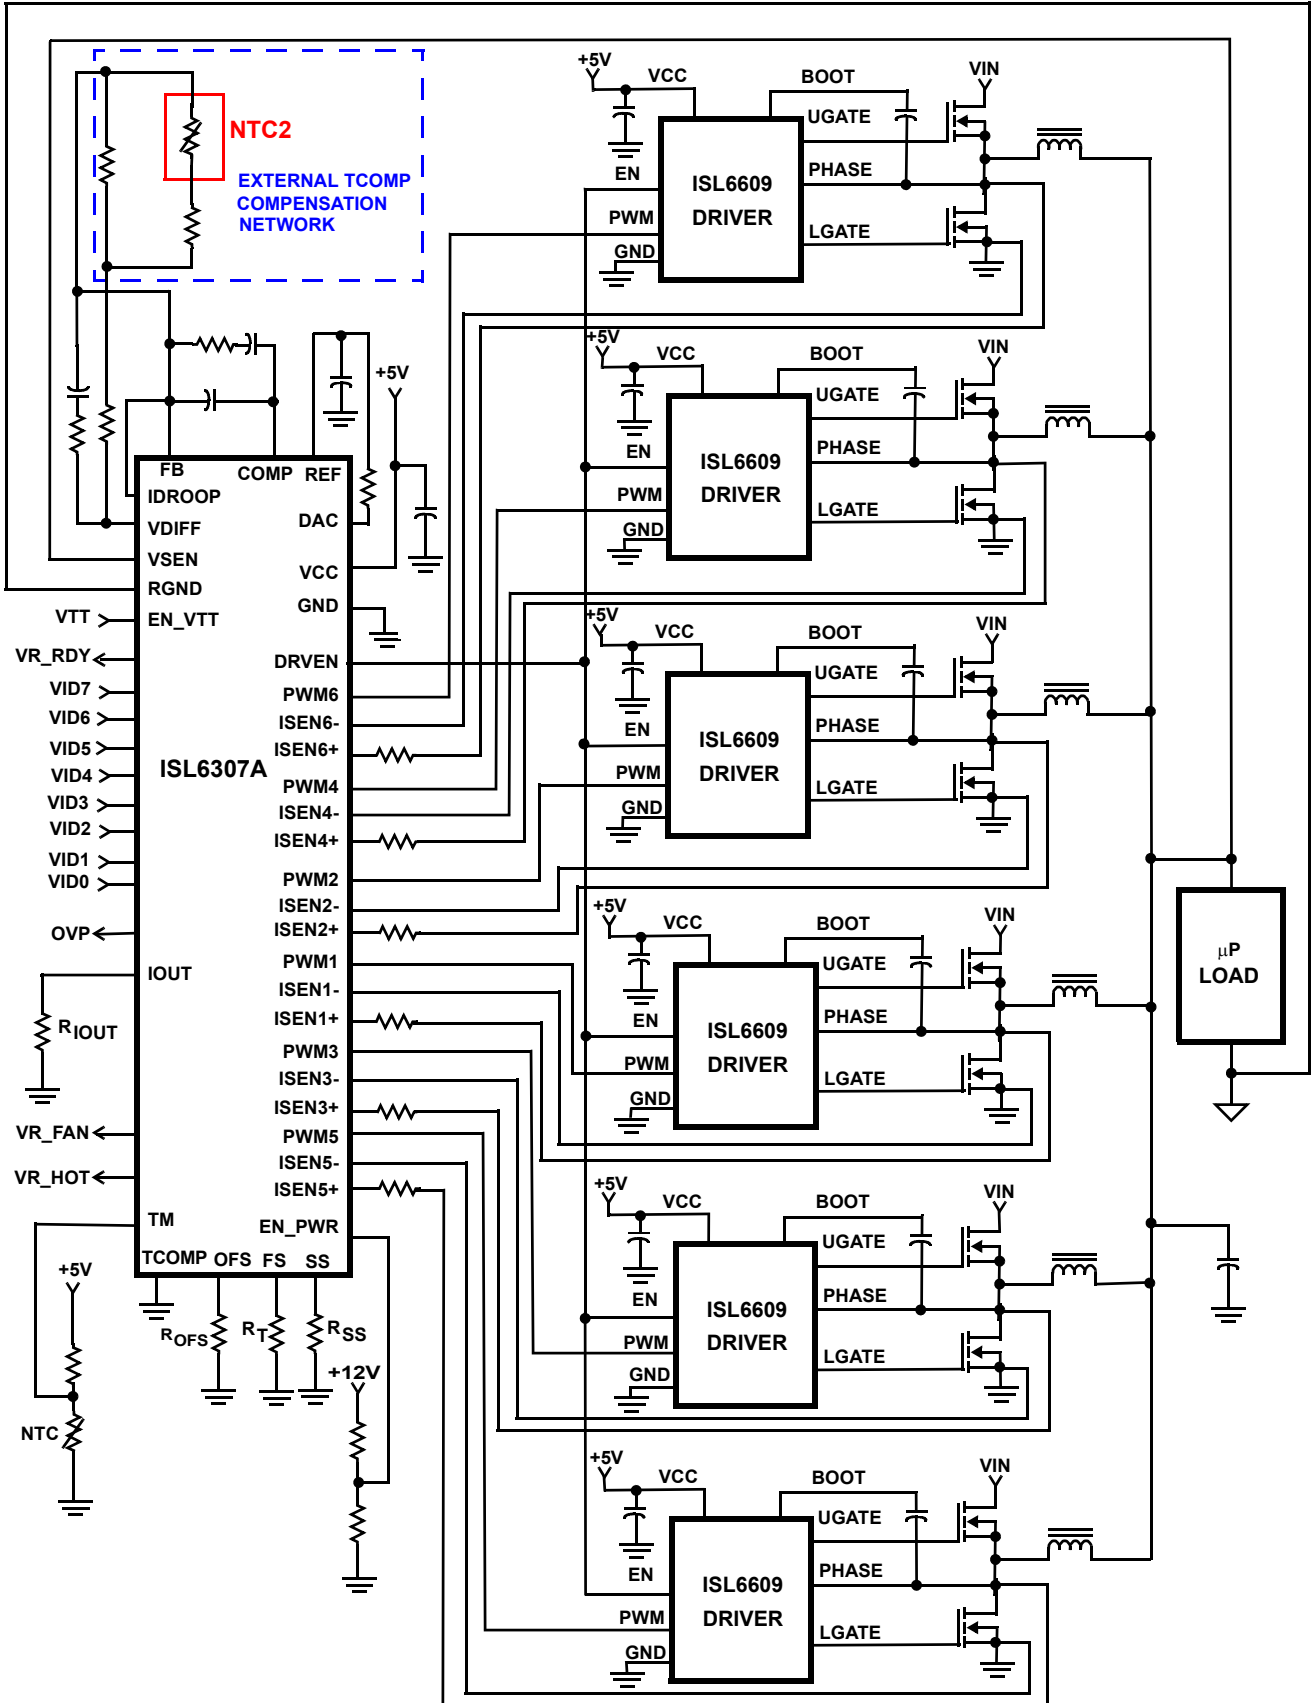 NTC2
EXTERNAL TCOMP
COMPENSATION
NETWORK
+5V
VCC
BOOT
VIN
UGATE
EN
ISL6609
DRIVER
PHASE
PWM
LGATE
GND
+5V
VCC
BOOT
VIN
UGATE
EN
ISL6609
DRIVER
PHASE
PWM
LGATE
GND
+5V
VCC
BOOT
VIN
UGATE
EN
ISL6609
DRIVER
PHASE
PWM
LGATE
GND
+5V
VCC
BOOT
VIN
UGATE
EN
ISL6609
DRIVER
PHASE
PWM
LGATE
GND
+5V
VCC
BOOT
VIN
UGATE
EN
ISL6609
DRIVER
PHASE
PWM
LGATE
GND
+5V
VCC
BOOT
VIN
UGATE
EN
ISL6609
DRIVER
PHASE
PWM
LGATE
GND
µP
LOAD
+5V
FB
COMP
REF
IDROOP
VDIFF
VSEN
RGND
EN_VTT
DAC
VCC
GND
DRVEN
PWM6
ISEN6-
ISEN6+
PWM4
ISEN4-
ISEN4+
PWM2
ISEN2-
ISEN2+
PWM1
ISEN1-
ISEN1+
PWM3
ISEN3-
ISEN3+
PWM5
ISEN5-
ISEN5+
EN_PWR
ISL6307A
IOUT
TM
TCOMP
OFS
FS
SS
VTT
VR_RDY
VID7
VID6
VID5
VID4
VID3
VID2
VID1
VID0
OVP
RIOUT
VR_FAN
VR_HOT
+5V
NTC
ROFS
RT
RSS
+12V